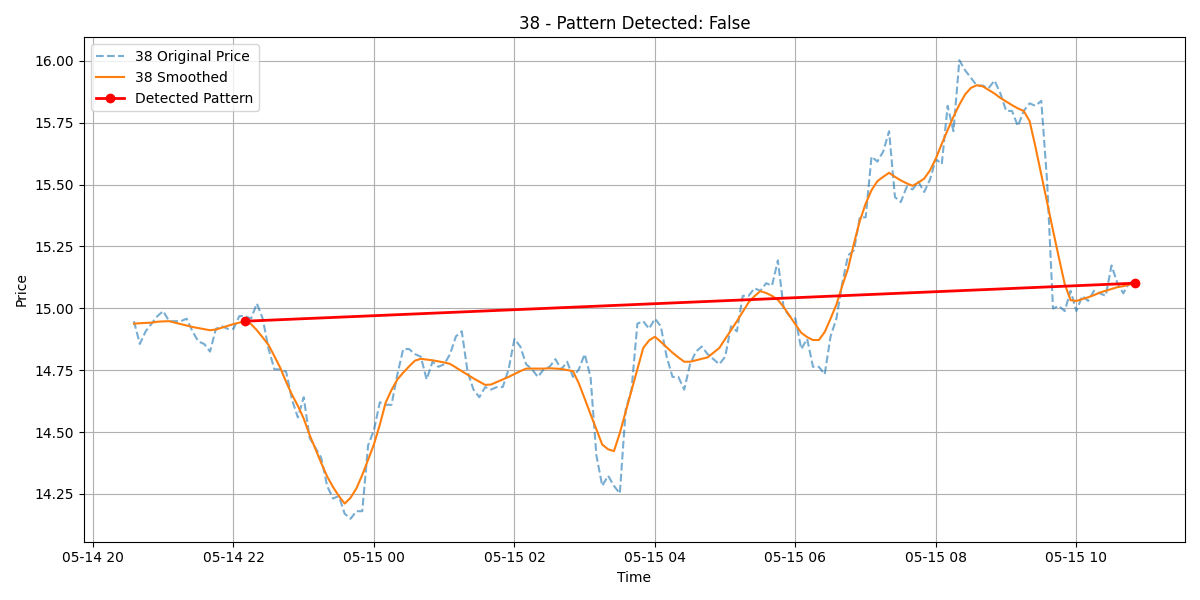 38 - Pattern Detected: False
38 Original Price
38 Smoothed
Detected Pattern
Price
16.00
15.75
15.50
15.25
15.00
14.75
14.50
14.25
05-14 20 05-14 22 05-15 00 05-15 02 05-15 04 05-15 06 05-15 08 05-15 10
Time